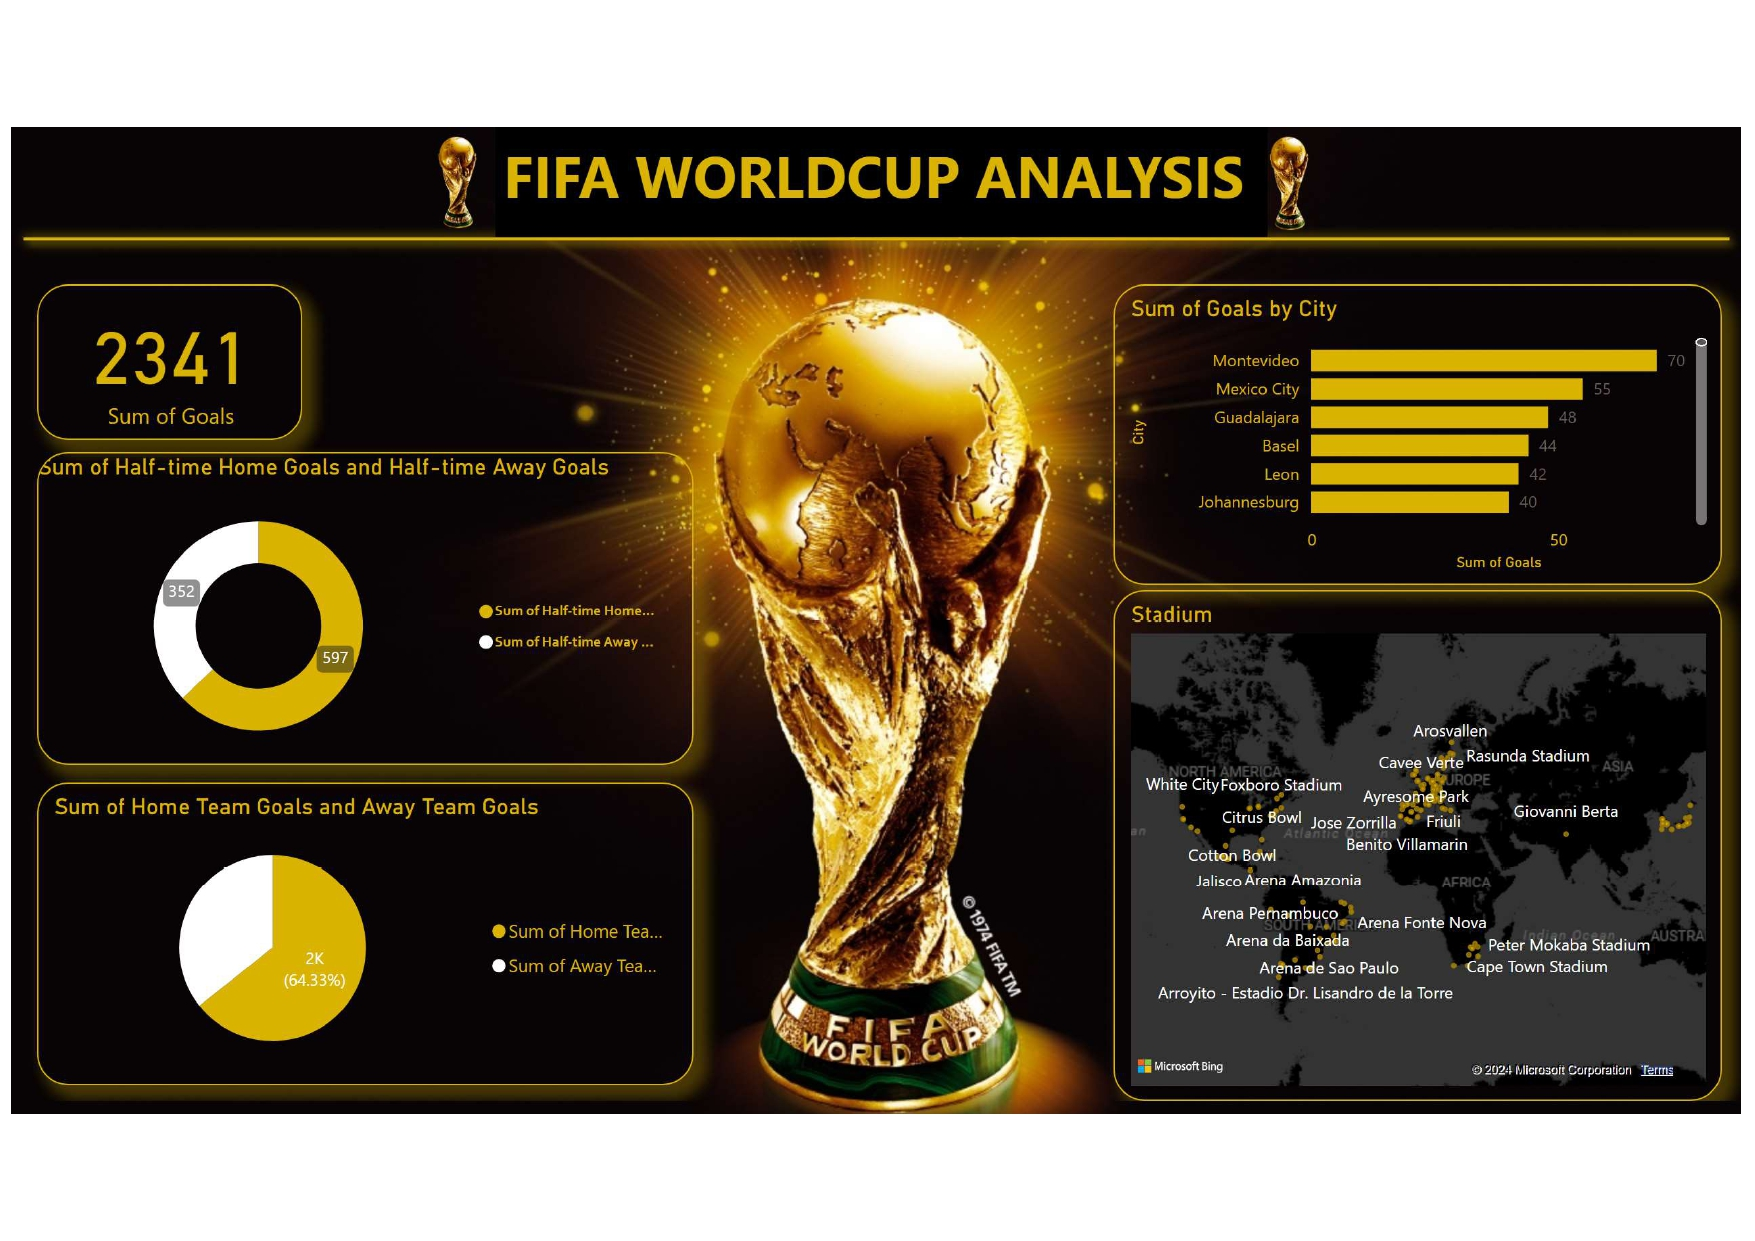 FIFA WORLDCUP ANALYSIS
2341
Sum of Goals
Sum of Half-time Home Goals and Half-time Away Goals
352
597
Sum of Half-time Home...
Sum of Half-time Away ...
Sum of Home Team Goals and Away Team Goals
2K
(64.33%)
Sum of Home Tea...
Sum of Away Tea...
© 1974 FIFA TM
FIFA
WORLD CUP
Sum of Goals by City
City
Montevideo 70
Mexico City 55
Guadalajara 48
Basel 44
Leon 42
Johannesburg 40
0 50
Sum of Goals
Stadium
Arosvallen
Rasunda Stadium
Cavee Verte
ASIA
NORTH AMERICA
White City Foxboro Stadium
Ayresome Park
Giovanni Berta
Citrus Bowl
Jose Zorrilla
Friuli
Atlantic Ocean
Benito Villamarin
Cotton Bowl
Jalisco Arena Amazonia
AFRICA
Arena Pernambuco
Arena Fonte Nova
SOUTH AMERI
Indian Ocean
AUSTRA
Arena da Baixada
Peter Mokaba Stadium
Arena de Sao Paulo
Cape Town Stadium
Arroyito - Estadio Dr. Lisandro de la Torre
Microsoft Bing
© 2024 Microsoft Corporation Terms